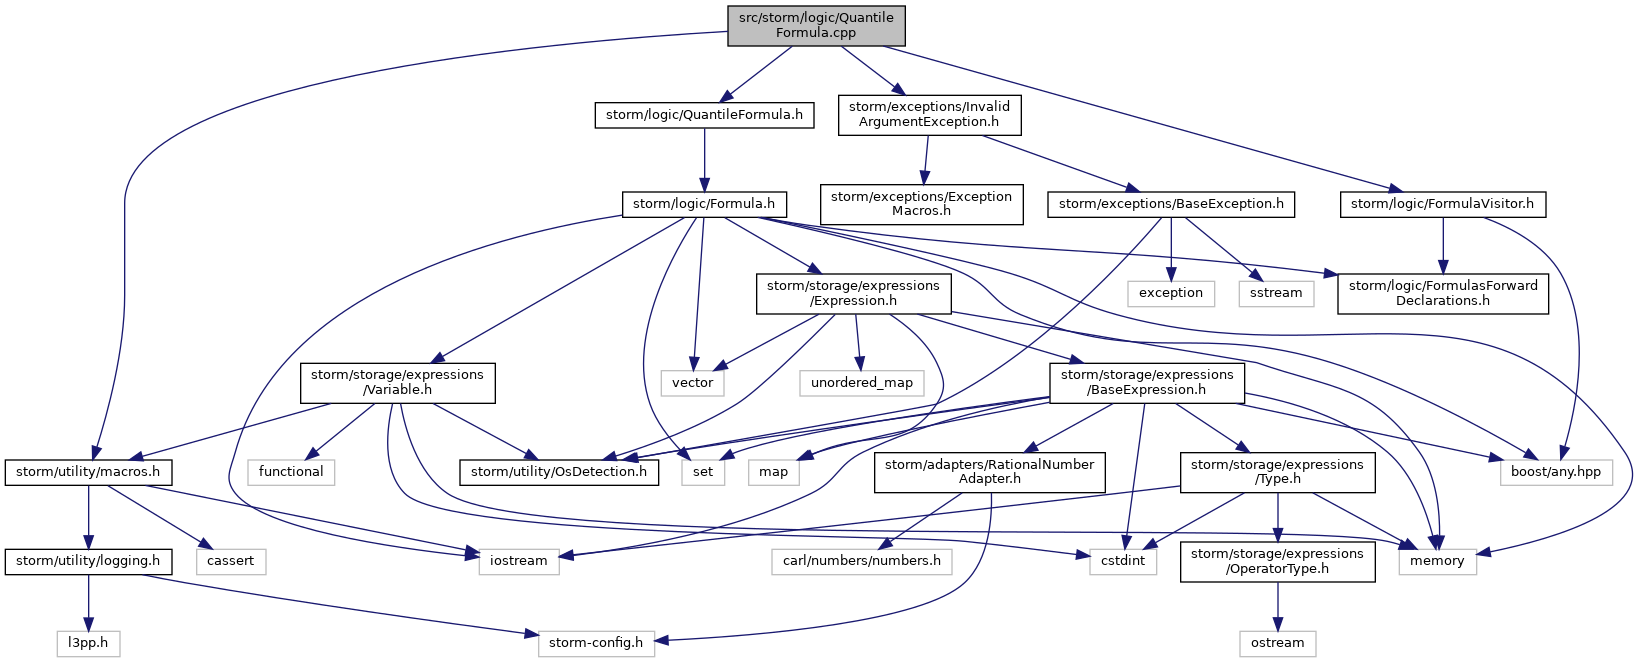 src/storm/logic/Quantile
Formula.cpp
storm/logic/QuantileFormula.h
storm/exceptions/Invalid
ArgumentException.h
storm/logic/Formula.h
storm/exceptions/Exception
Macros.h
storm/exceptions/BaseException.h
storm/logic/FormulaVisitor.h
storm/storage/expressions
/Expression.h
exception
sstream
storm/logic/FormulasForward
Declarations.h
storm/storage/expressions
/Variable.h
vector
unordered_map
storm/storage/expressions
/BaseExpression.h
storm/utility/macros.h
functional
storm/utility/OsDetection.h
set
map
storm/adapters/RationalNumber
Adapter.h
storm/storage/expressions
/Type.h
boost/any.hpp
storm/utility/logging.h
cassert
iostream
carl/numbers/numbers.h
cstdint
storm/storage/expressions
/OperatorType.h
memory
l3pp.h
storm-config.h
ostream